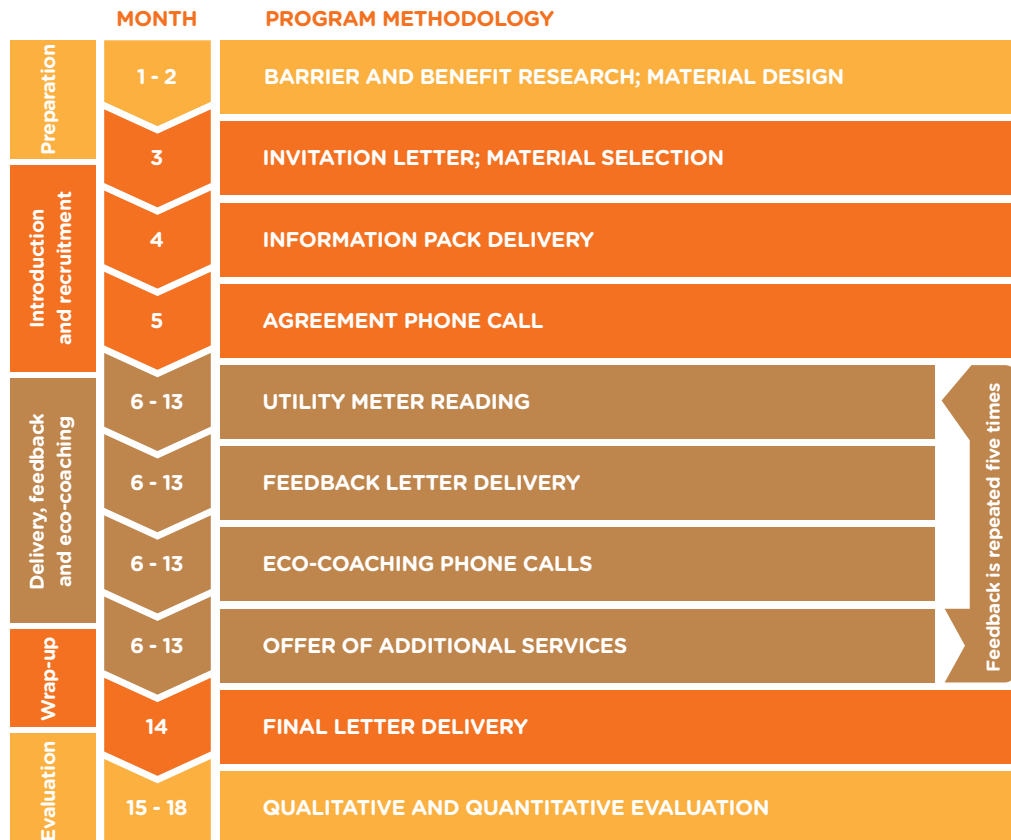 MONTH PROGRAM METHODOLOGY
Preparation
1 - 2 BARRIER AND BENEFIT RESEARCH; MATERIAL DESIGN
Introduction
and recruitment
3 INVITATION LETTER; MATERIAL SELECTION
4 INFORMATION PACK DELIVERY
5 AGREEMENT PHONE CALL
Delivery, feedback
and eco-coaching
6 - 13 UTILITY METER READING
6 - 13 FEEDBACK LETTER DELIVERY
6 - 13 ECO-COACHING PHONE CALLS
6 - 13 OFFER OF ADDITIONAL SERVICES
Feedback is repeated five times
Wrap-up
14 FINAL LETTER DELIVERY
Evaluation
15 - 18 QUALITATIVE AND QUANTITATIVE EVALUATION